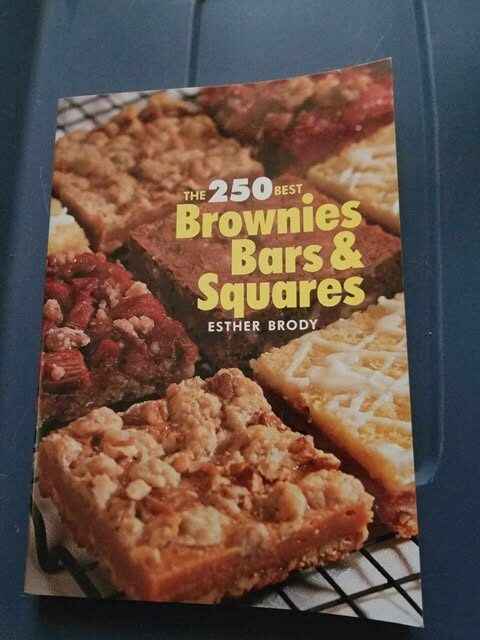 THE 250 BEST
Brownies
Bars &
Squares
ESTHER BRODY